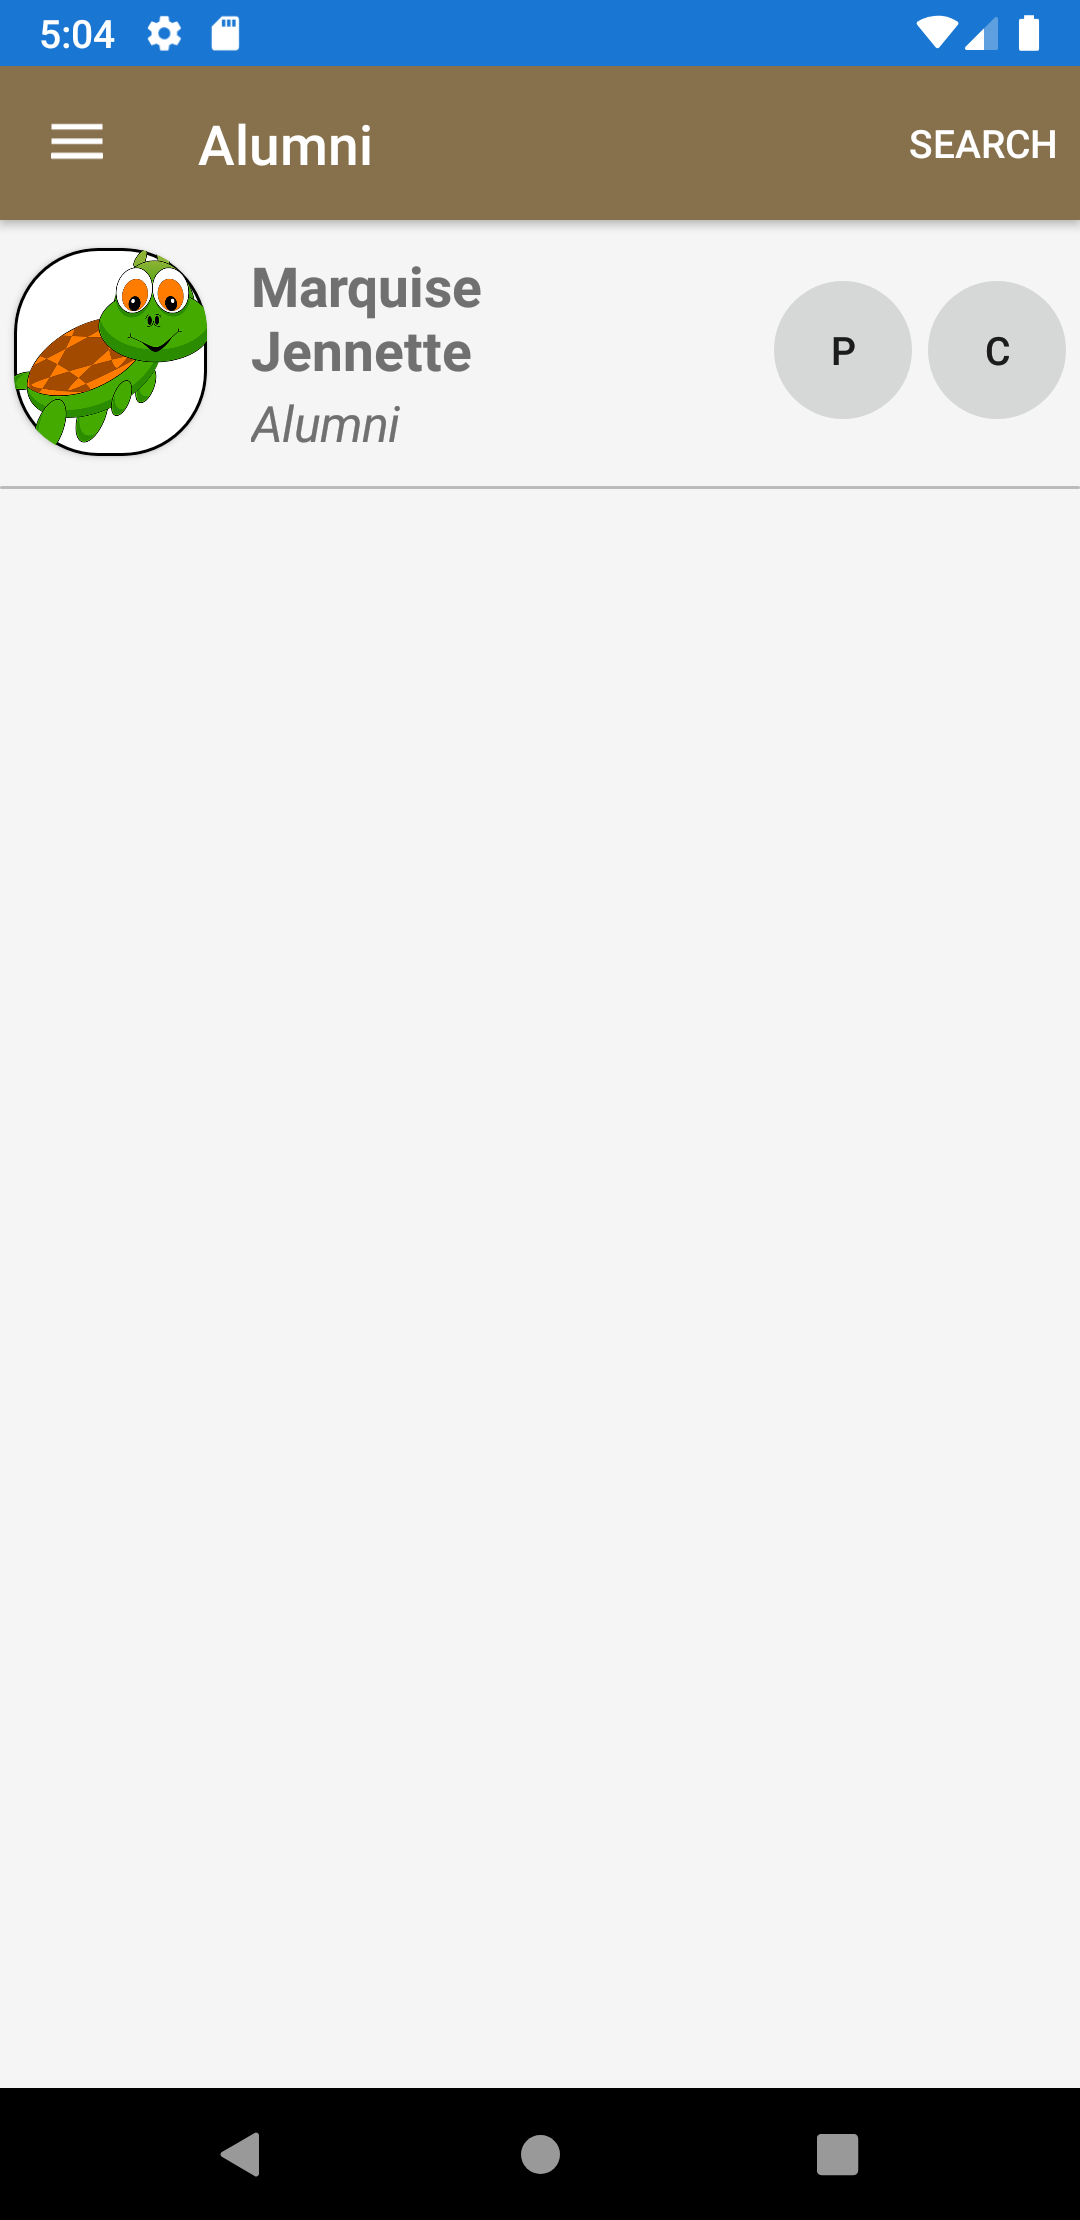 5:04
Alumni
SEARCH
Marquise
Jennette
Alumni
P
C